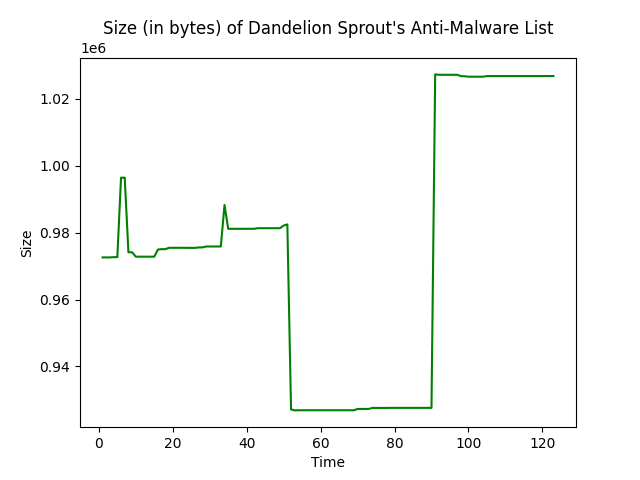 Size (in bytes) of Dandelion Sprout's Anti-Malware List
1e6
1.02
1.00
0.98
0.96
0.94
Size
0 20 40 60 80 100 120
Time